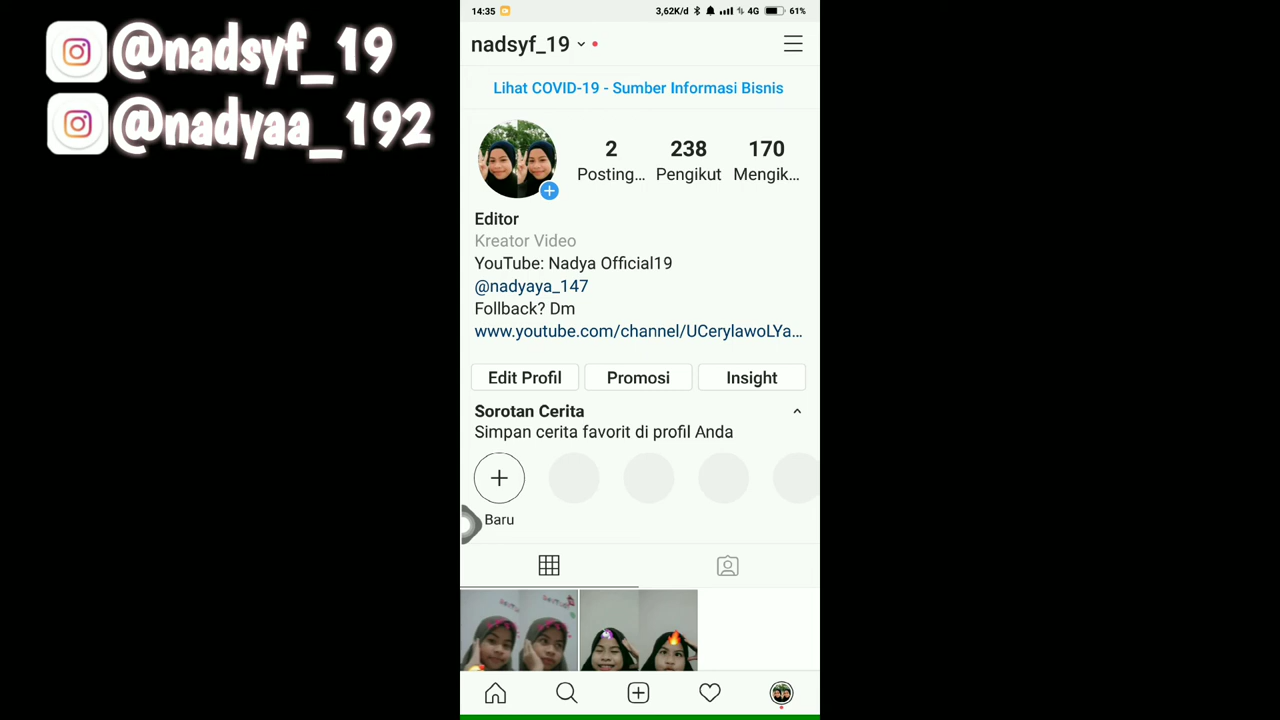 @nadsyf_19
@nadyaa_192
14:35
3,62K/d 4G 61%
nadsyf_19
Lihat COVID-19 - Sumber Informasi Bisnis
2 238 170
Posting... Pengikut Mengik...
Editor
Kreator Video
YouTube: Nadya Official19
@nadyaya_147
Follback? Dm
www.youtube.com/channel/UCerylawoLYa...
Edit Profil Promosi Insight
Sorotan Cerita
Simpan cerita favorit di profil Anda
Baru